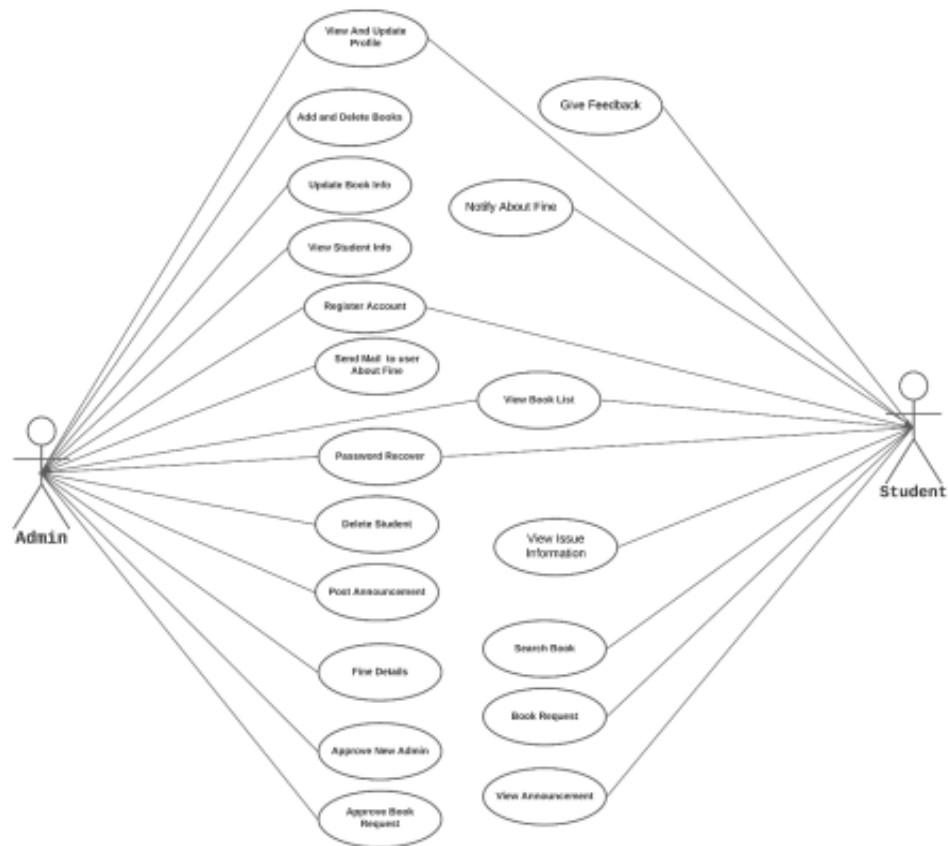 View And Update
Profile
Give Feedback
Add and Delete Books
Update Book Info
Notify About Fine
View Student Info
Register Account
Send Mail to user
About Fine
View Book List
Password Recover
Student
Admin
Delete Student
View Issue
Information
Post Announcement
Search Book
Fine Details
Book Request
Approve New Admin
View Announcement
Approve Book
Request